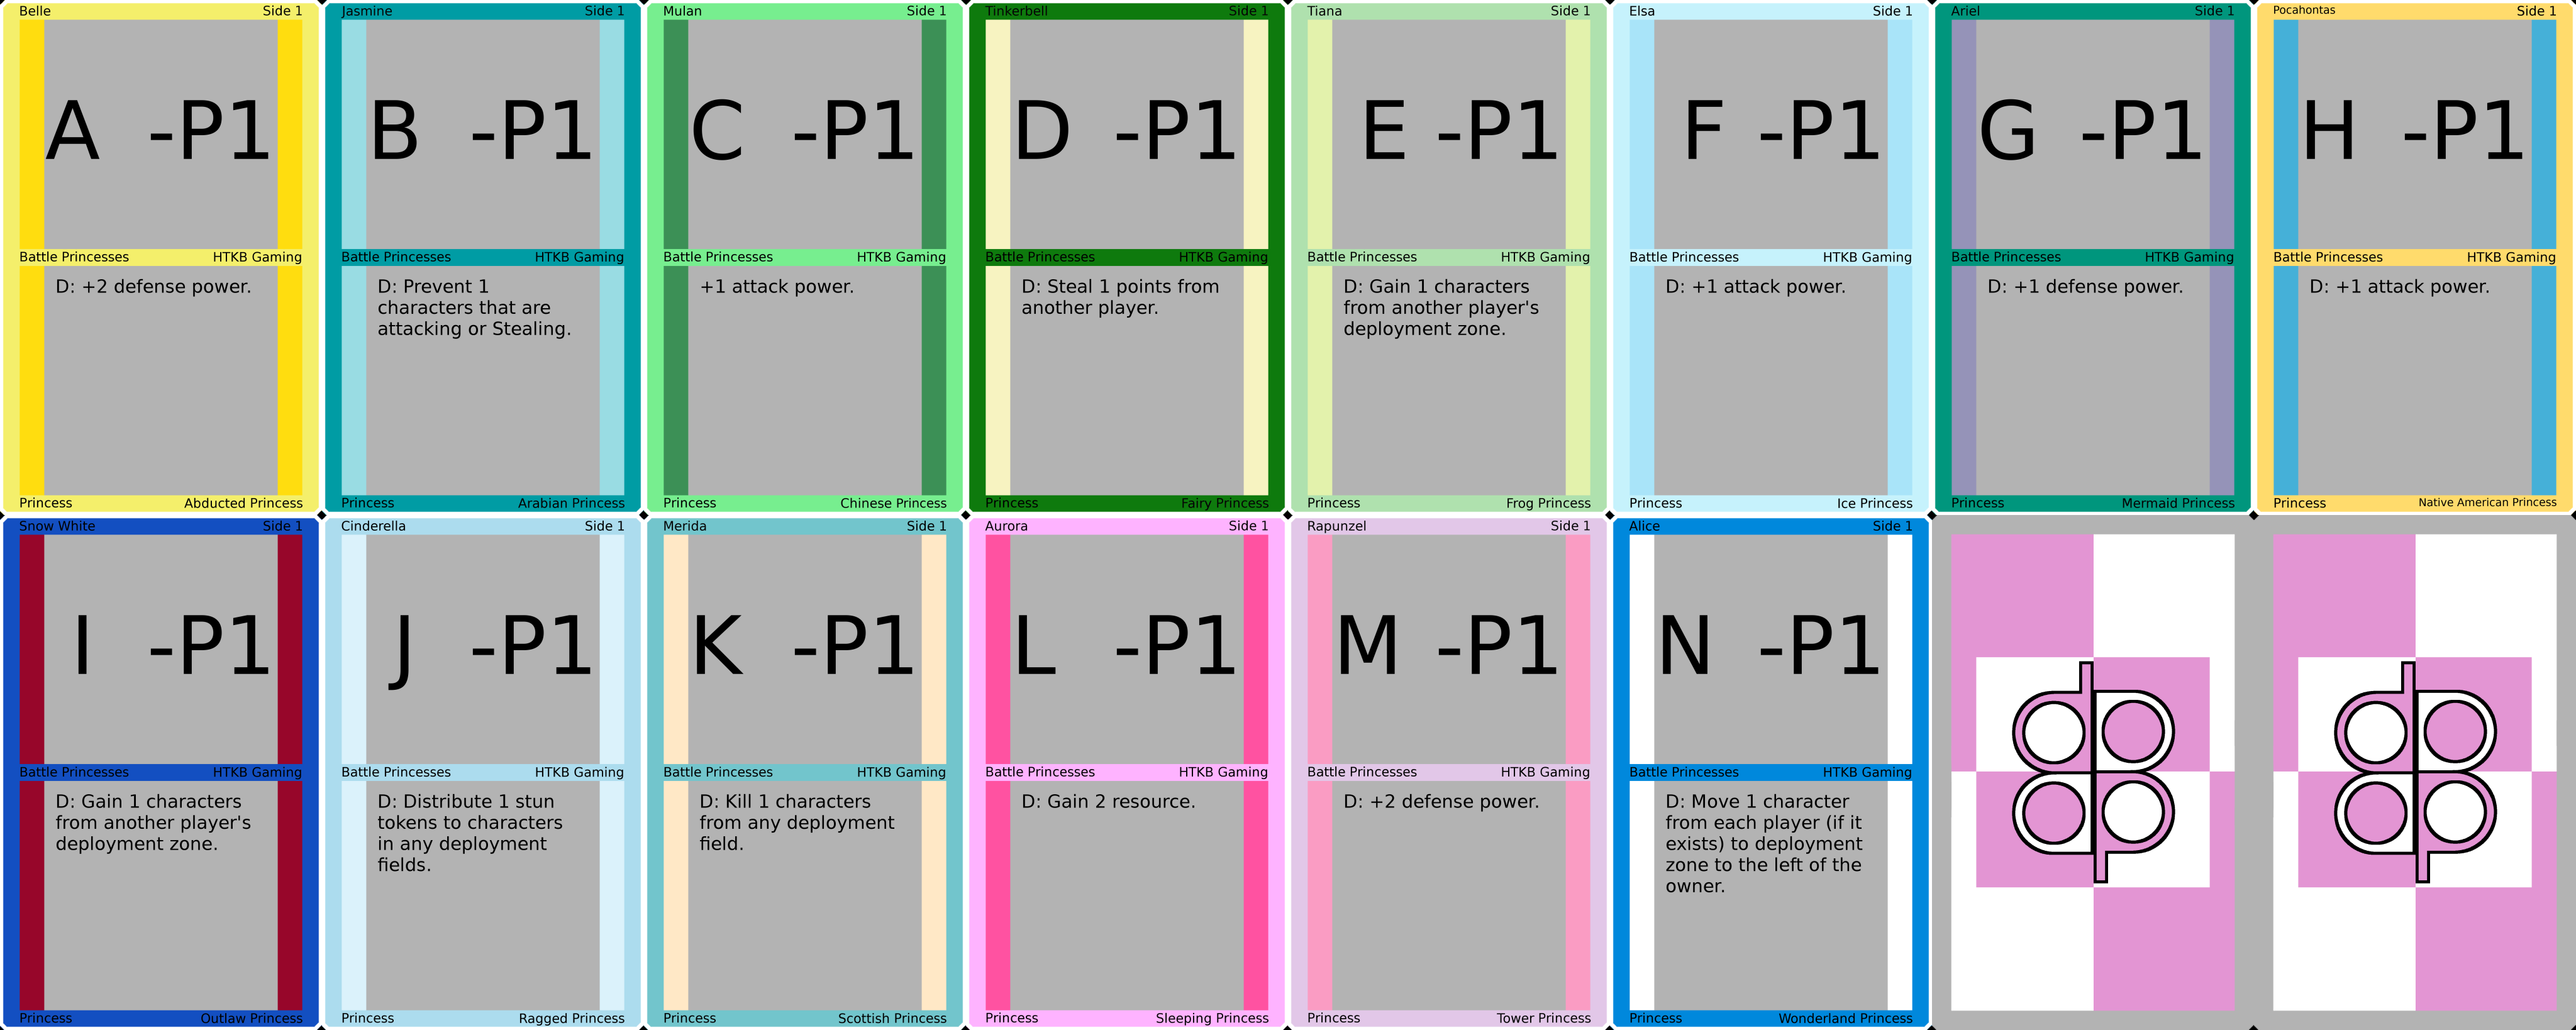 Belle Side 1
A -P1
Battle Princesses HTKB Gaming
D: +2 defense power.
Princess Abducted Princess
Jasmine Side 1
B -P1
Battle Princesses HTKB Gaming
D: Prevent 1
characters that are
attacking or Stealing.
Princess Arabian Princess
Mulan Side 1
C -P1
Battle Princesses HTKB Gaming
+1 attack power.
Princess Chinese Princess
Tinkerbell Side 1
D -P1
Battle Princesses HTKB Gaming
D: Steal 1 points from
another player.
Princess Fairy Princess
Tiana Side 1
E -P1
Battle Princesses HTKB Gaming
D: Gain 1 characters
from another player's
deployment zone.
Princess Frog Princess
Elsa Side 1
F -P1
Battle Princesses HTKB Gaming
D: +1 attack power.
Princess Ice Princess
Ariel Side 1
G -P1
Battle Princesses HTKB Gaming
D: +1 defense power.
Princess Mermaid Princess
Pocahontas Side 1
H -P1
Battle Princesses HTKB Gaming
D: +1 attack power.
Princess Native American Princess
Snow White Side 1
I -P1
Battle Princesses HTKB Gaming
D: Gain 1 characters
from another player's
deployment zone.
Princess Outlaw Princess
Cinderella Side 1
J -P1
Battle Princesses HTKB Gaming
D: Distribute 1 stun
tokens to characters
in any deployment
fields.
Princess Ragged Princess
Merida Side 1
K -P1
Battle Princesses HTKB Gaming
D: Kill 1 characters
from any deployment
field.
Princess Scottish Princess
Aurora Side 1
L -P1
Battle Princesses HTKB Gaming
D: Gain 2 resource.
Princess Sleeping Princess
Rapunzel Side 1
M -P1
Battle Princesses HTKB Gaming
D: +2 defense power.
Princess Tower Princess
Alice Side 1
N -P1
Battle Princesses HTKB Gaming
D: Move 1 character
from each player (if it
exists) to deployment
zone to the left of the
owner.
Princess Wonderland Princess